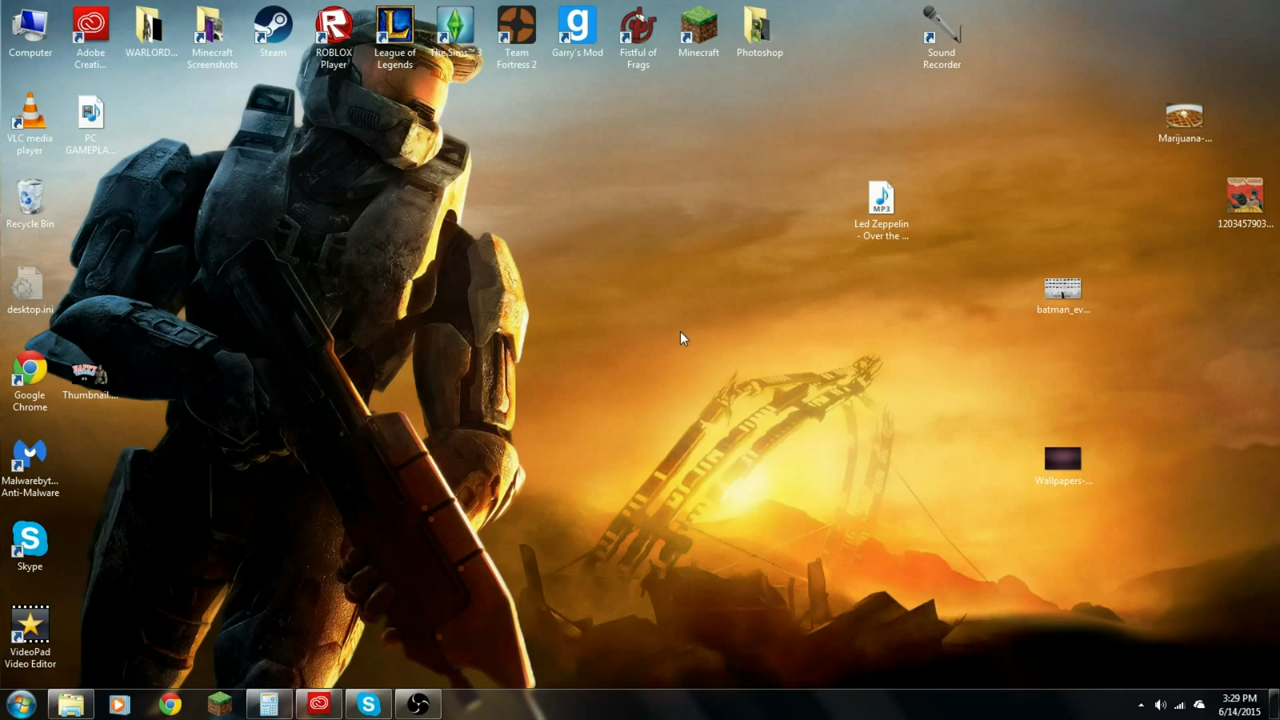 Computer
Adobe
Creati...
WARLORD...
Minecraft
Screenshots
Steam
ROBLOX
Player
League of
Legends
The Sims™ 3
Team
Fortress 2
Garry's Mod
Fistful of
Frags
Minecraft
Photoshop
Sound
Recorder
VLC media
player
PC
GAMEPLA...
Marijuana-...
Recycle Bin
MP3
Led Zeppelin
- Over the ...
1203457903...
desktop.ini
batman_ev...
Google
Chrome
Thumbnail....
Malwarebyt...
Anti-Malware
Wallpapers-...
Skype
VideoPad
Video Editor
3:29 PM
6/14/2015